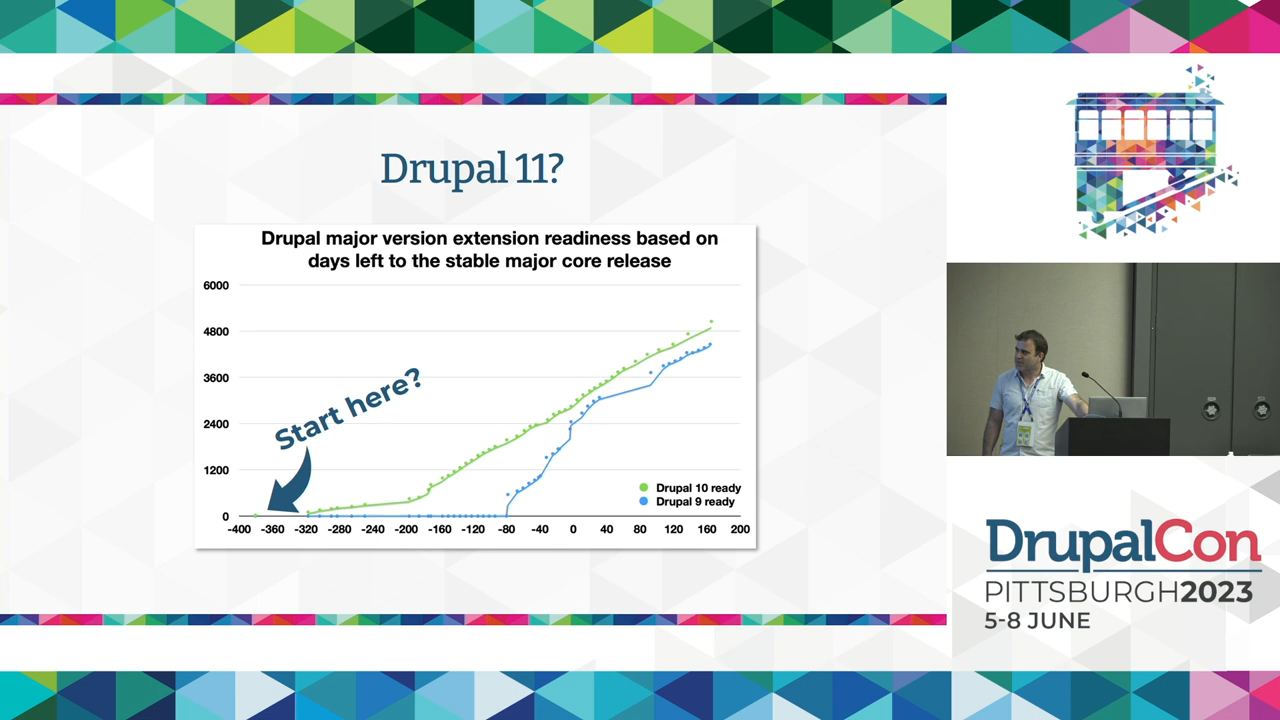 Drupal 11?
Drupal major version extension readiness based on
days left to the stable major core release
6000
4800
3600
2400
1200
0
Start here?
Drupal 10 ready
Drupal 9 ready
-400 -360 -320 -280 -240 -200 -160 -120 -80 -40 0 40 80 120 160 200
DrupalCon
PITTSBURGH2023
5-8 JUNE